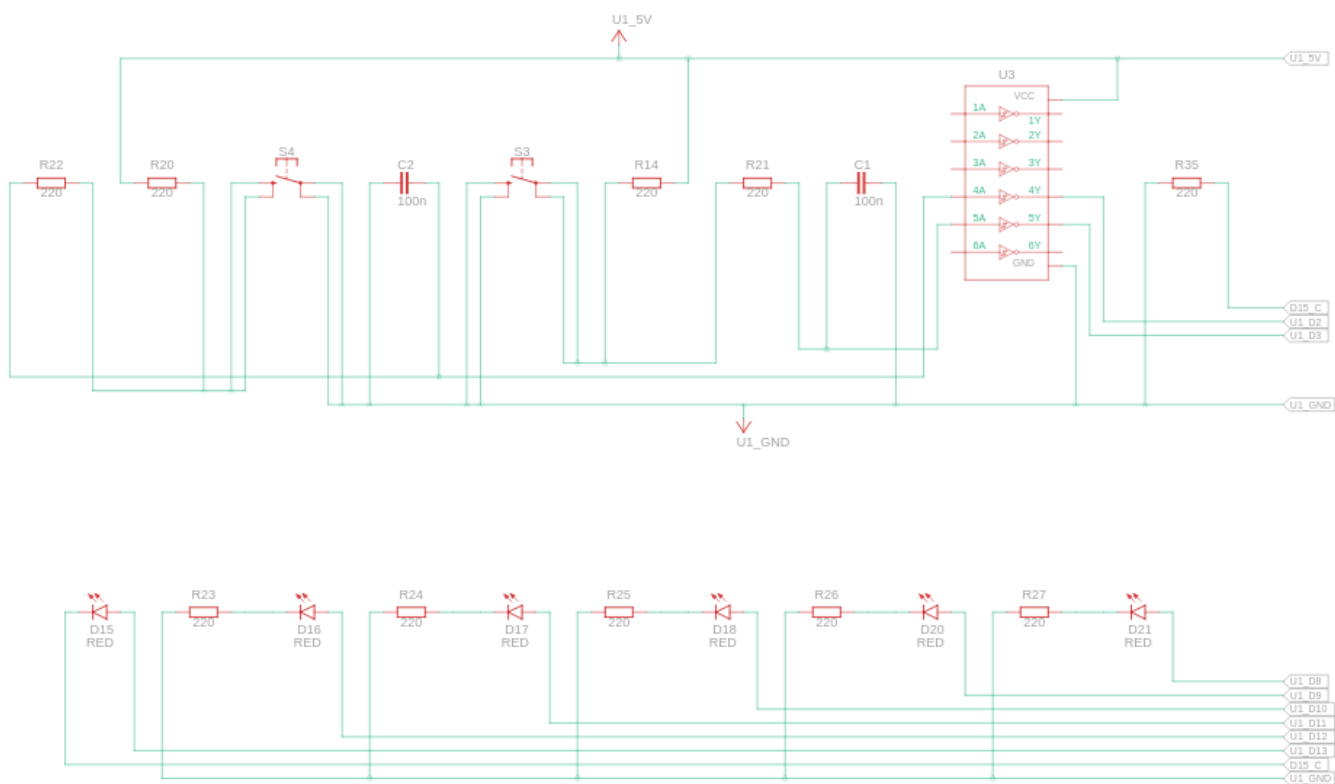 U1_5V
U1_5V
U3
VCC
1A
1Y
2A
2Y
3A
3Y
4A
4Y
5A
5Y
6A
6Y
GND
R22
220
R20
220
S4
C2
100n
S3
R14
220
R21
220
C1
100n
R35
220
D15_C
U1_D2
U1_D3
U1_GND
U1_GND
D15
RED
R23
220
D16
RED
R24
220
D17
RED
R25
220
D18
RED
R26
220
D20
RED
R27
220
D21
RED
U1_D8
U1_D9
U1_D10
U1_D11
U1_D12
U1_D13
D15_C
U1_GND